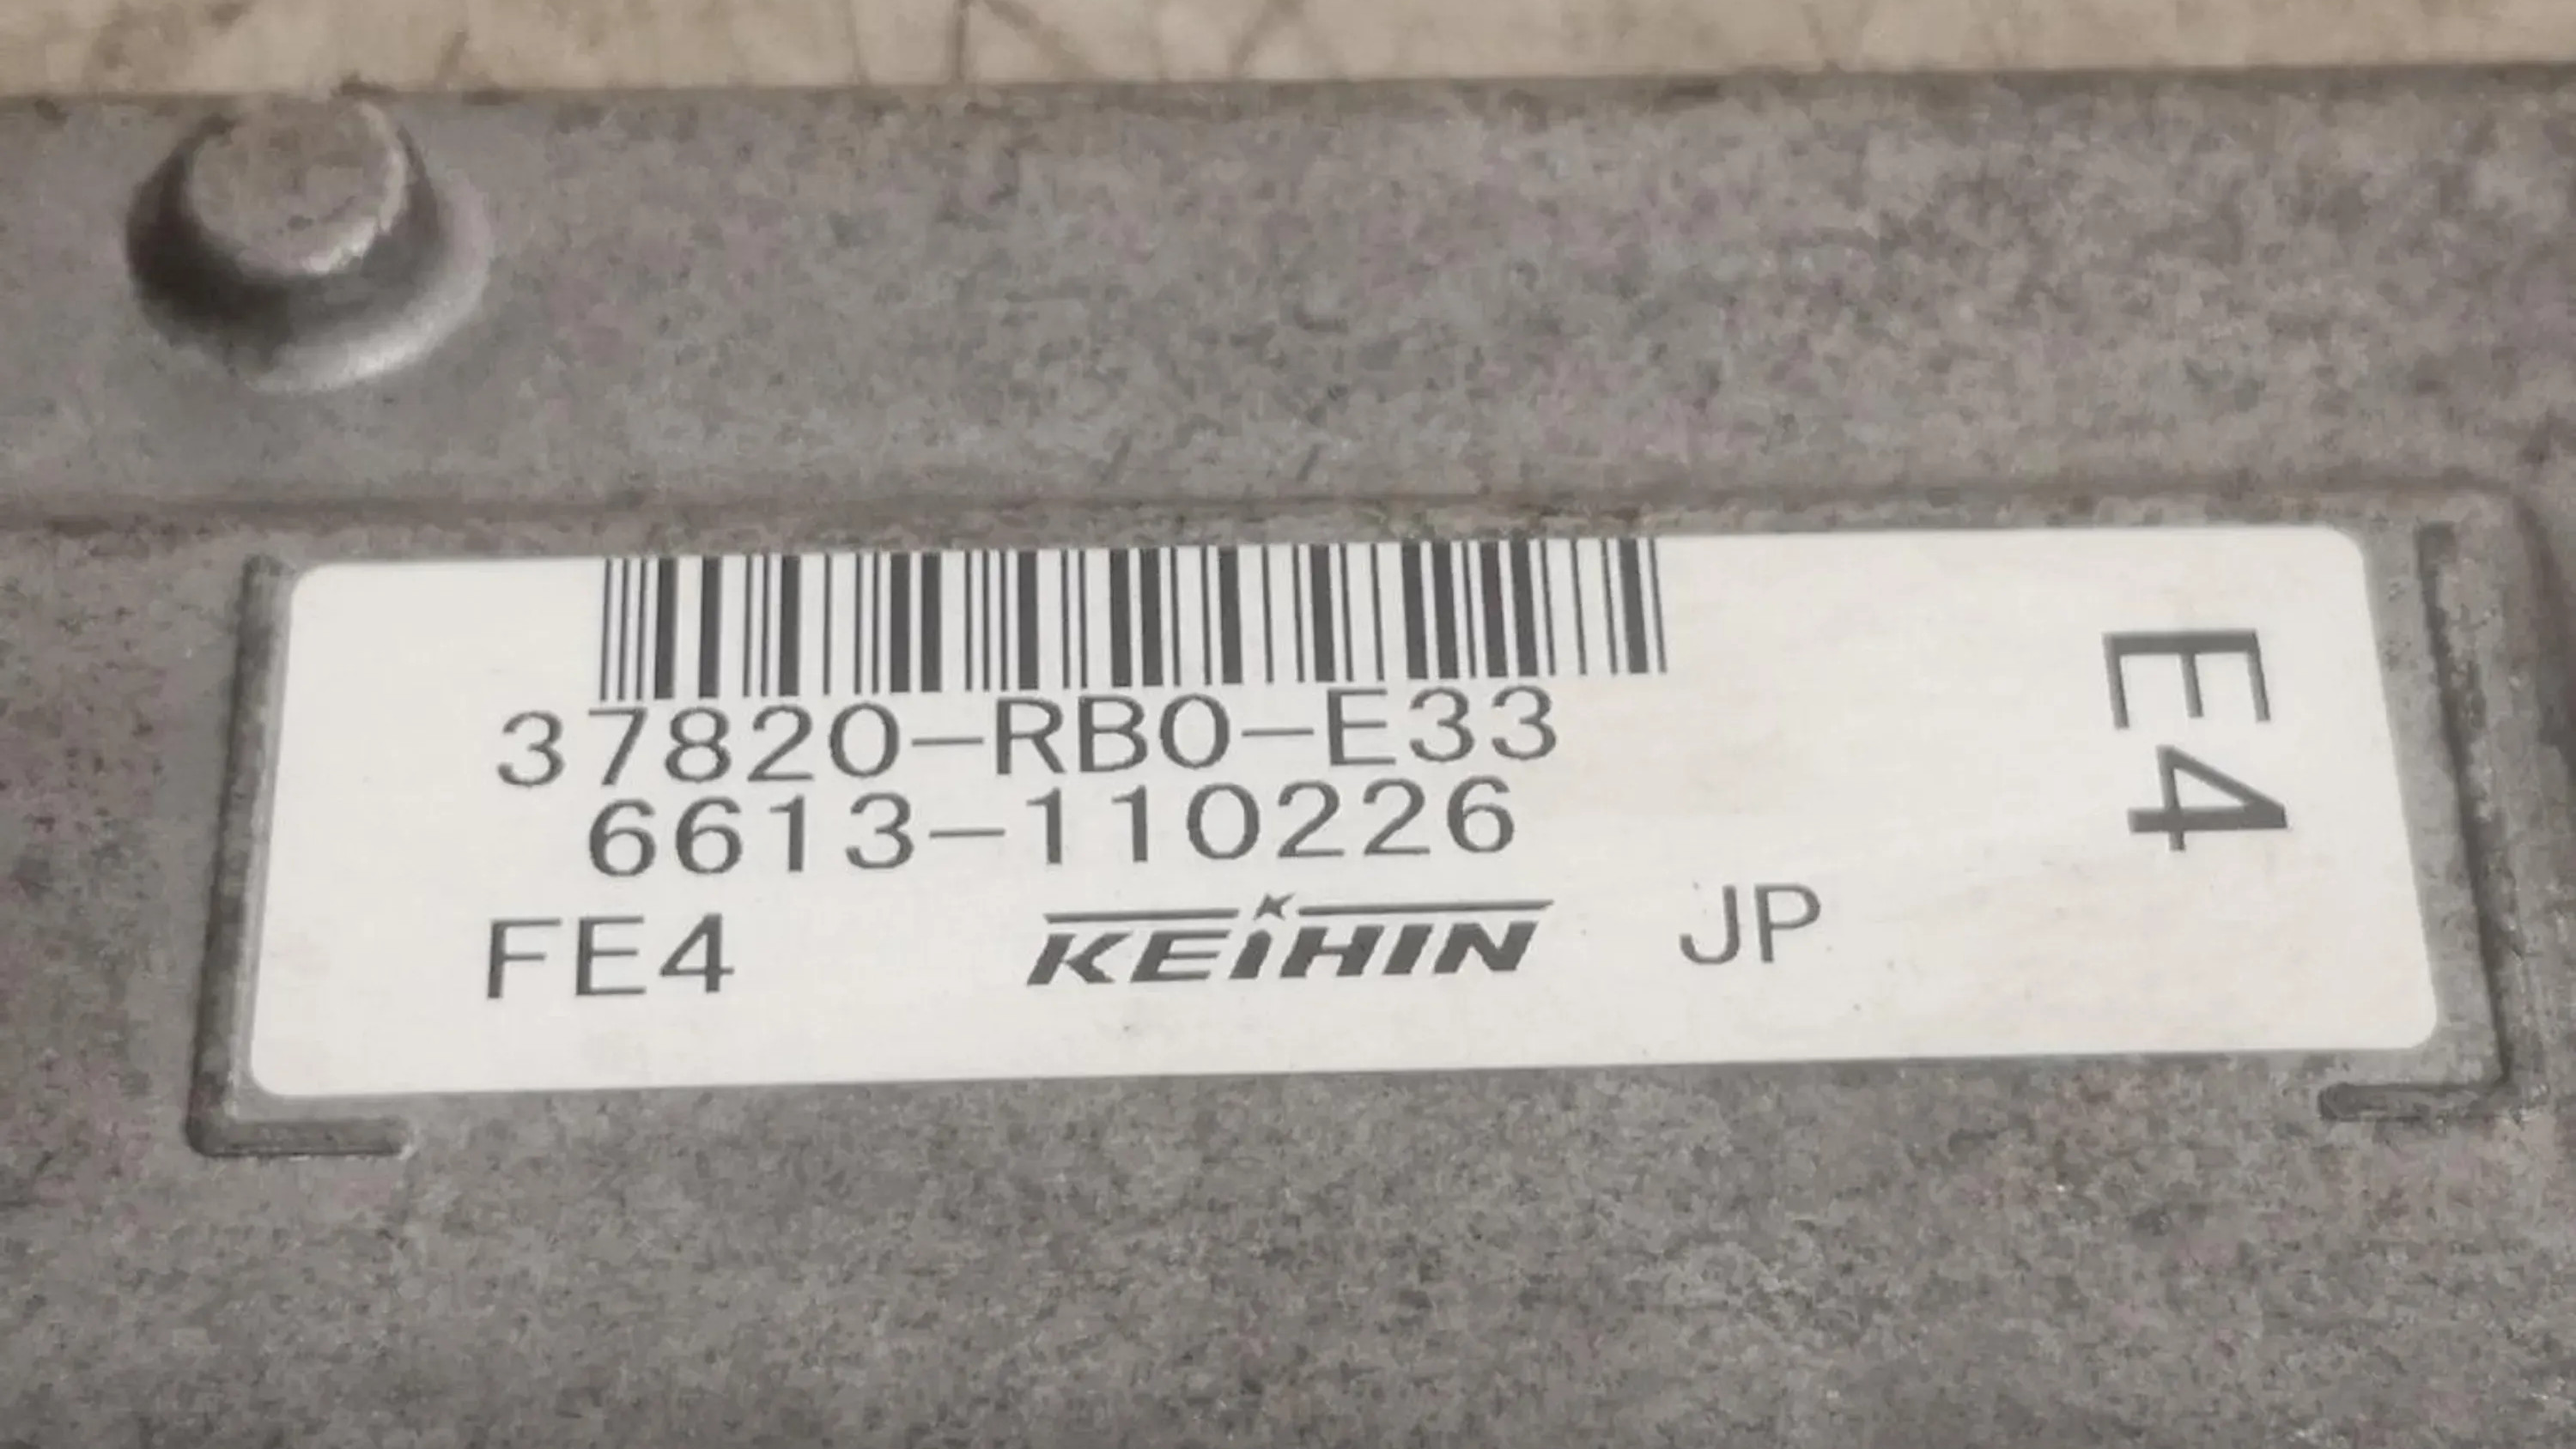 37820-RB0-E33
6613-110226
FE4 KEIHIN JP
E4